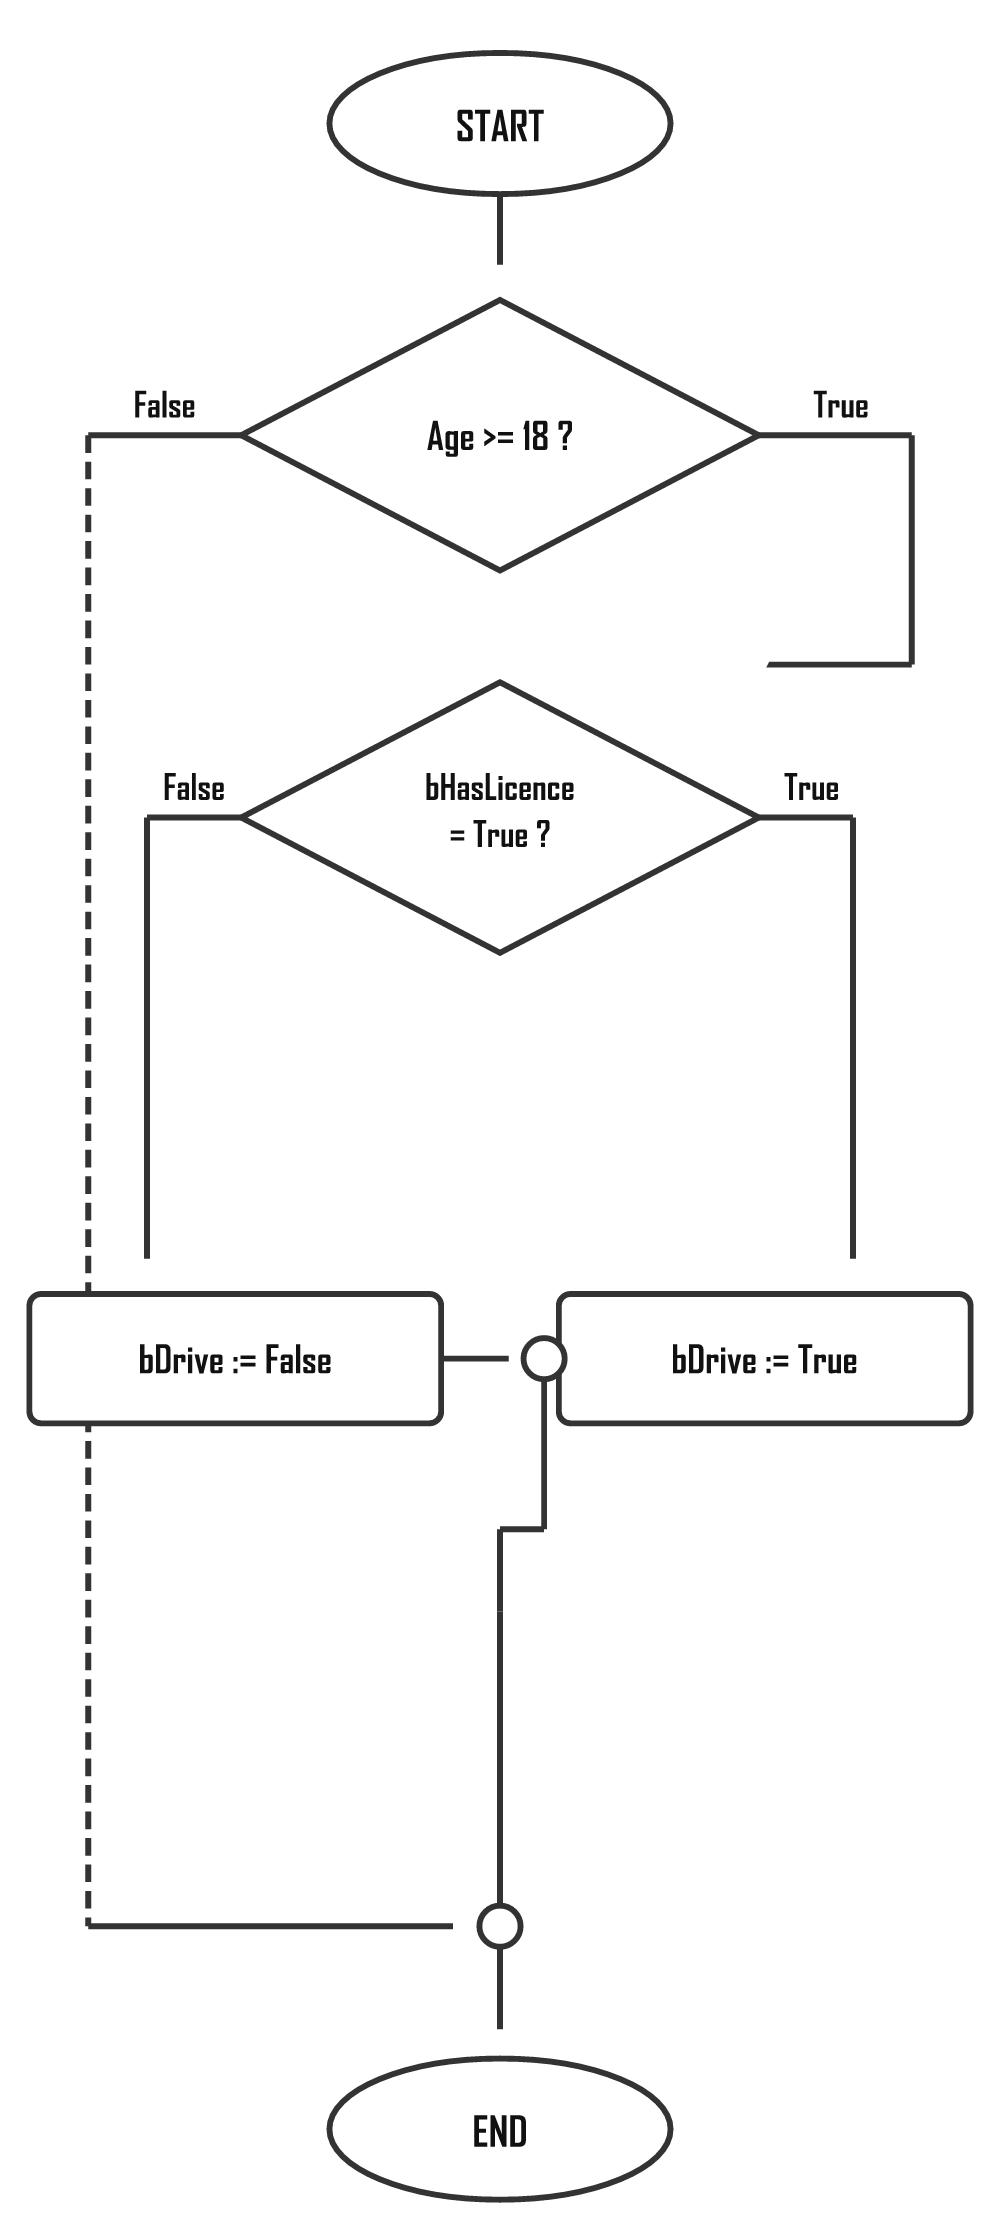 START
False
True
Age >= 18 ?
False
True
bHasLicence
= True ?
bDrive := False
bDrive := True
END